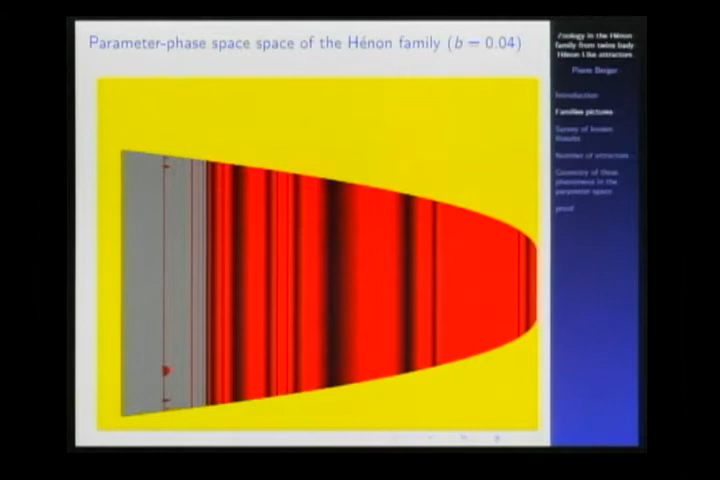 Parameter-phase space space of the Hénon family (b = 0.04)
Zoology in the Hénon
family from twins baby
Hénon Like attractors
Pierre Berger
Introduction
Families pictures
Survey of known
Results
Number of attractors
Geometry of those
phenomena in the
parameter space
proof